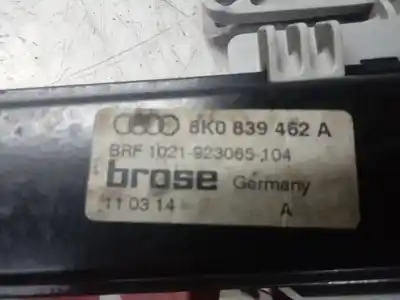 8K0 839 462 A
BRF 1021-923065-104
brose Germany
11 03 14 A